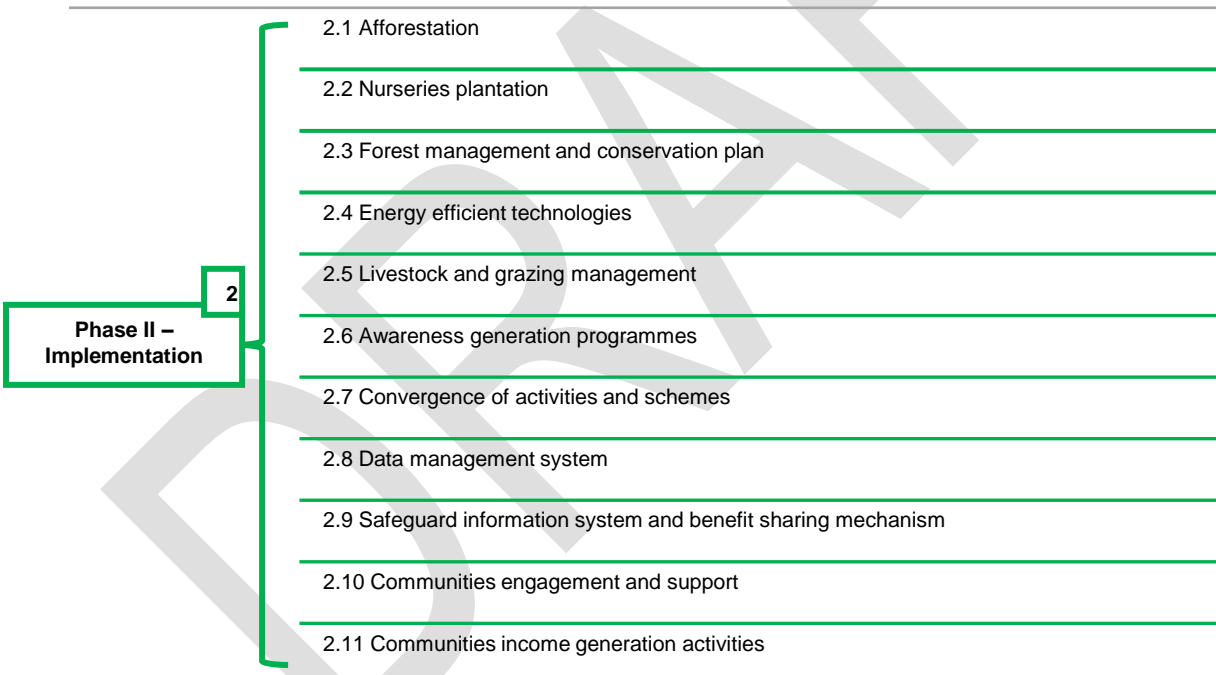 2.1 Afforestation
2.2 Nurseries plantation
2.3 Forest management and conservation plan
2.4 Energy efficient technologies
2.5 Livestock and grazing management
2
Phase II –
Implementation
2.6 Awareness generation programmes
2.7 Convergence of activities and schemes
2.8 Data management system
2.9 Safeguard information system and benefit sharing mechanism
2.10 Communities engagement and support
2.11 Communities income generation activities
DRAF